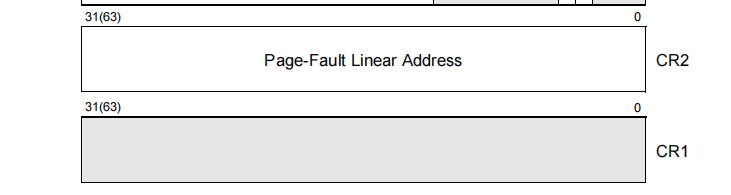 31(63) 0
Page-Fault Linear Address CR2
31(63) 0
CR1